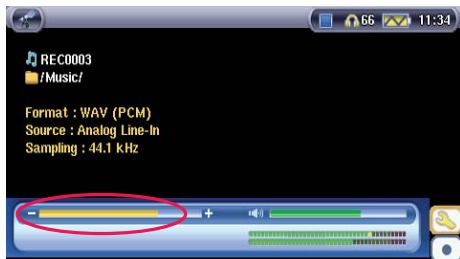 66 11:34
REC0003
/Music/
Format : WAV (PCM)
Source : Analog Line-In
Sampling : 44.1 kHz
- +